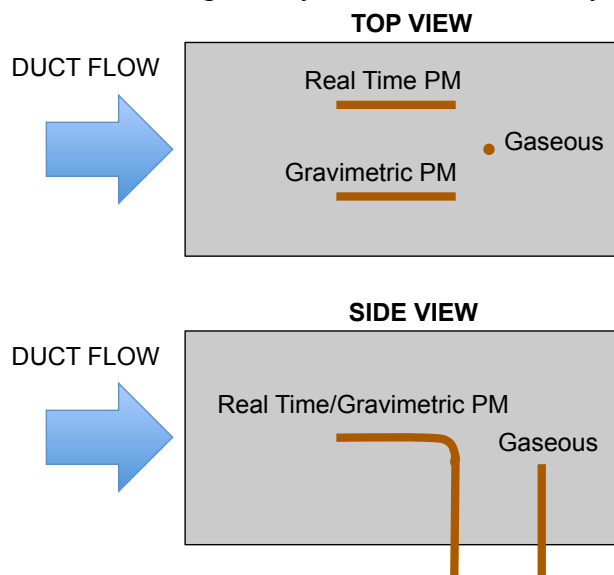 TOP VIEW
DUCT FLOW
Real Time PM
Gaseous
Gravimetric PM
SIDE VIEW
DUCT FLOW
Real Time/Gravimetric PM
Gaseous